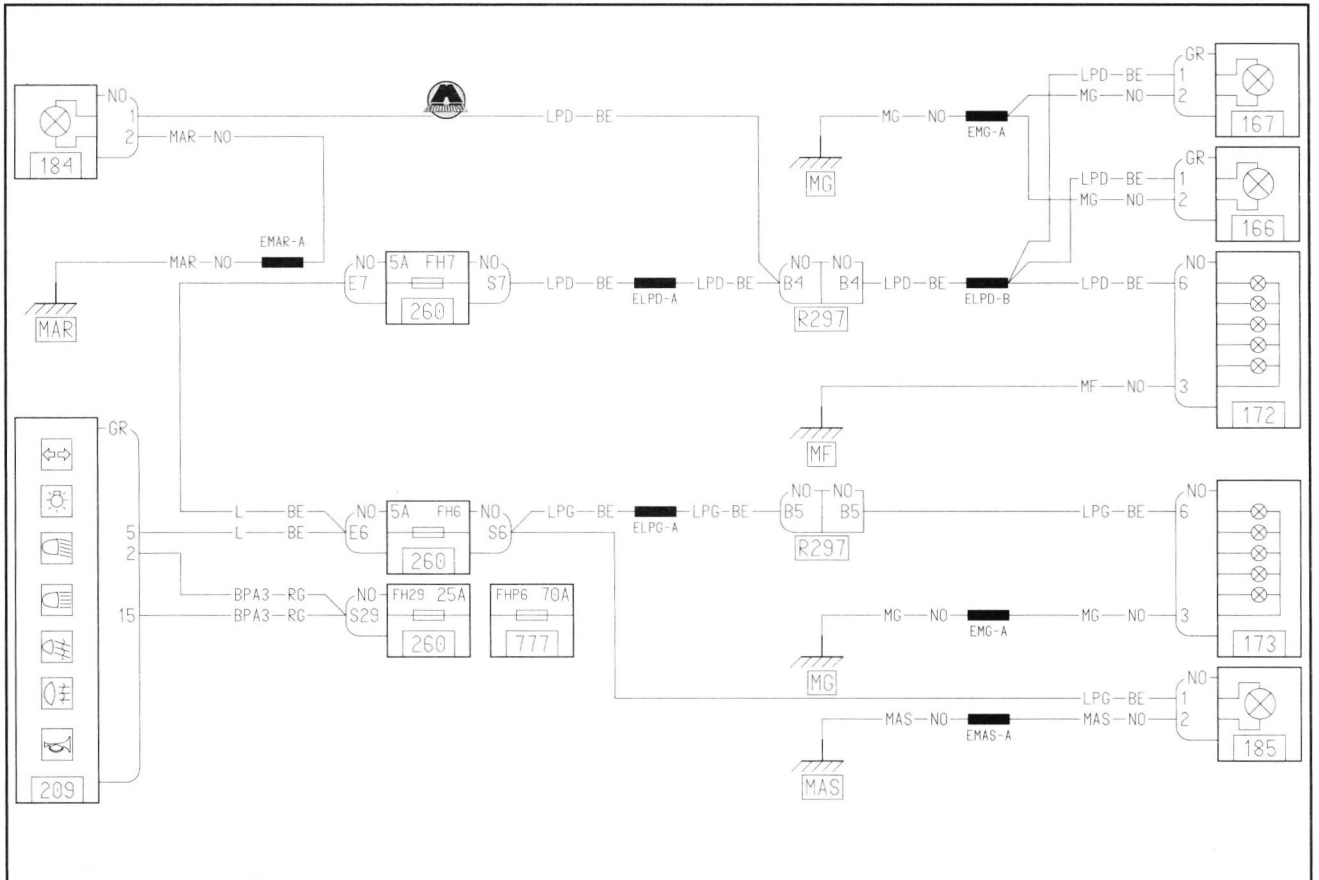 GR
LPD BE 1
MG NO 2
167
NO
1 LPD BE
2 MAR NO
184
MG NO EMG-A
MG
GR
LPD BE 1
MG NO 2
166
EMAR-A
MAR NO
MAR
NO 5A FH7 NO
E7 S7
260
LPD BE ELPD-A LPD BE
NO NO
B4 B4
R297
LPD BE ELPD-B LPD BE
NO
6
MF NO 3
172
MF
GR
L BE
5 L BE
2
BPA3 RG
15 BPA3 RG
209
NO 5A FH6 NO
E6 S6
260
LPG BE ELPG-A LPG BE
NO NO
B5 B5
R297
LPG BE
NO
6
NO FH29 25A
S29
260
FHP6 70A
777
MG NO EMG-A MG NO 3
173
MG
NO
LPG BE 1
MAS NO EMAS-A MAS NO 2
185
MAS